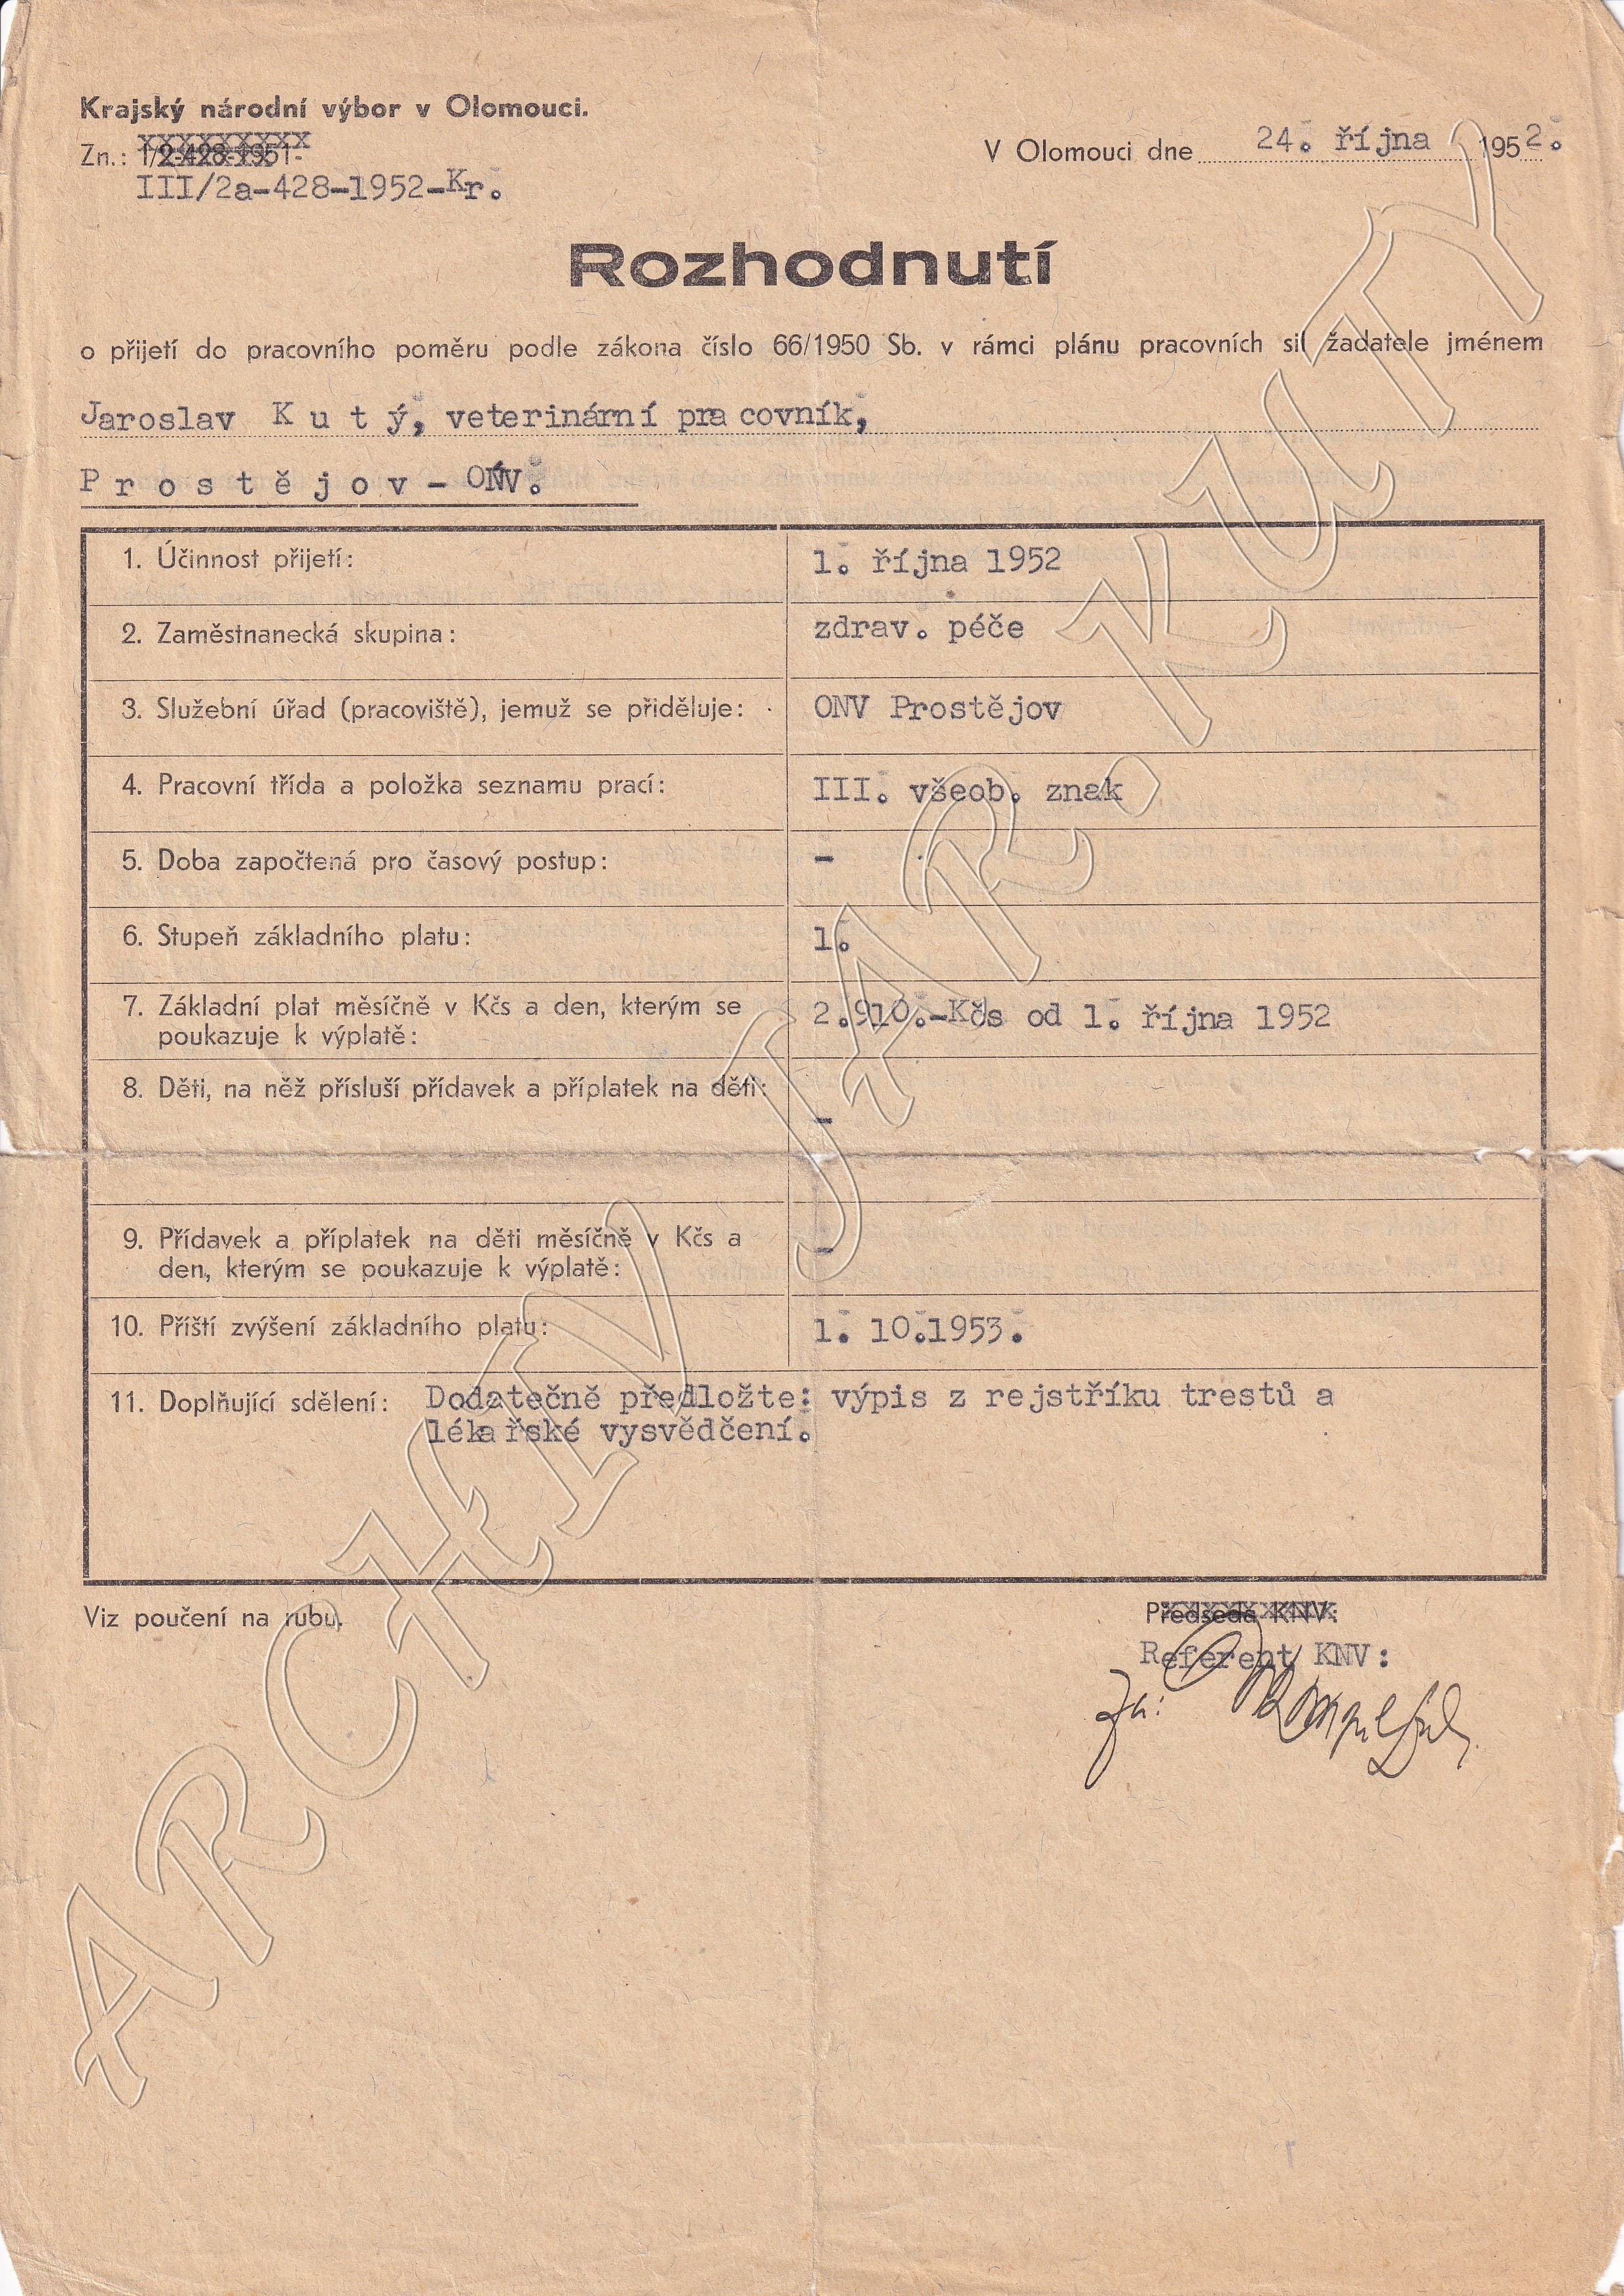 Krajský národní výbor v Olomouci.
Zn.: 1/2-428-1951-
III/2a-428-1952-Kr.
V Olomouci dne 24. října 1952.
Rozhodnutí
o přijetí do pracovního poměru podle zákona číslo 66/1950 Sb. v rámci plánu pracovních sil žadatele jménem
Jaroslav K u t ý, veterinární pracovník,
P r o s t ě j o v - ONV.
1. Účinnost přijetí: 1. října 1952
2. Zaměstnanecká skupina: zdrav. péče
3. Služební úřad (pracoviště), jemuž se přiděluje: ONV Prostějov
4. Pracovní třída a položka seznamu prací: III. všeob. znak
5. Doba započtená pro časový postup: -
6. Stupeň základního platu: 1.
7. Základní plat měsíčně v Kčs a den, kterým se
poukazuje k výplatě: 2.910.-Kčs od 1. října 1952
8. Děti, na něž přísluší přídavek a příplatek na děti: -
9. Přídavek a příplatek na děti měsíčně v Kčs a
den, kterým se poukazuje k výplatě: -
10. Příští zvýšení základního platu: 1. 10.1953.
11. Doplňující sdělení: Dodatečně předložte: výpis z rejstříku trestů a
lékařské vysvědčení.
Viz poučení na rubu.
Předseda KNV:
Referent KNV:
Za:
ARCHIV JAR. KUTÝ